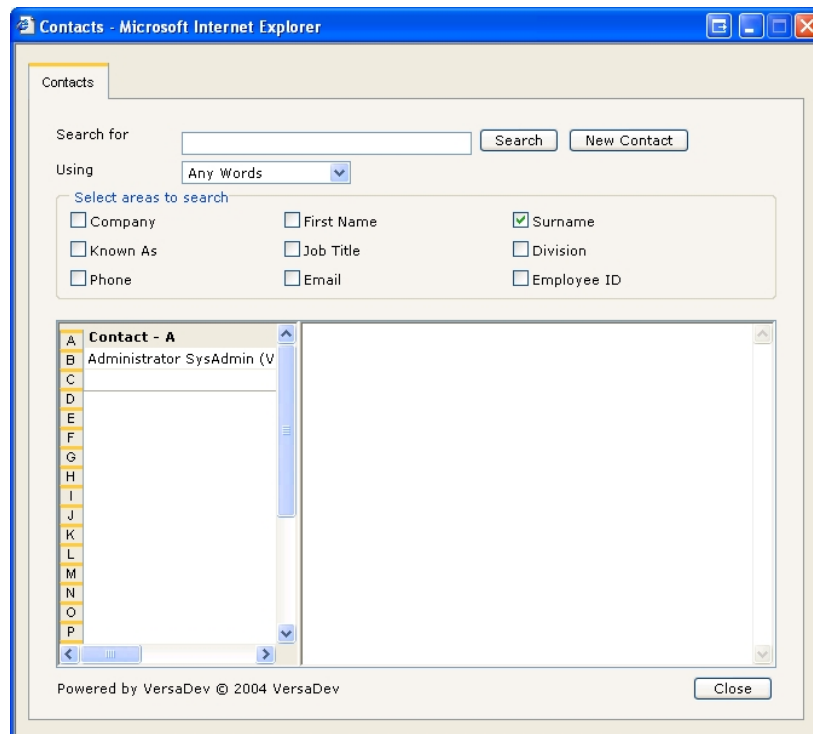 Contacts - Microsoft Internet Explorer
Contacts
Search for
Search
New Contact
Using
Any Words
Select areas to search
Company
First Name
Surname
Known As
Job Title
Division
Phone
Email
Employee ID
A
Contact - A
B
Administrator SysAdmin (V
C
D
E
F
G
H
I
J
K
L
M
N
O
P
Powered by VersaDev © 2004 VersaDev
Close